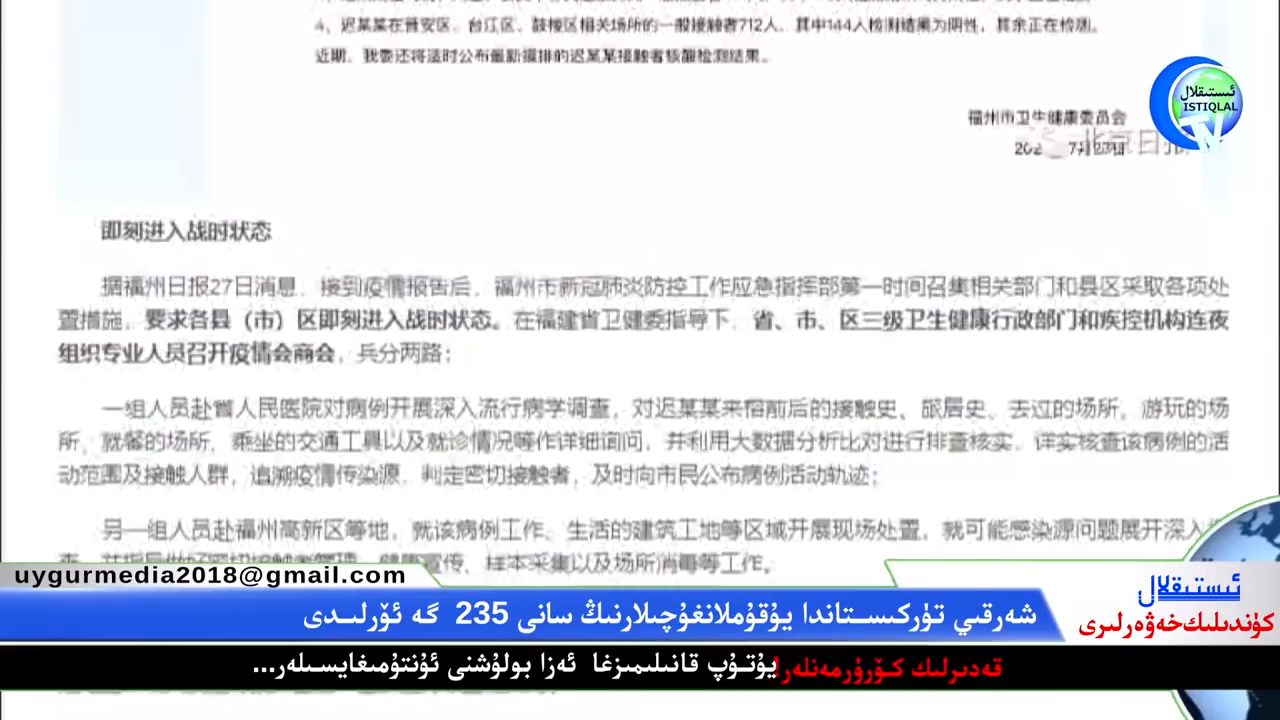 4、迟某某在晋安区、台江区、鼓楼区相关场所的一般接触者712人，其中144人检测结果为阴性，其余正在检测。
近期，我委还将适时公布最新摸排的迟某某接触者核酸检测结果。
福州市卫生健康委员会
北京日报
ئىستىقلال
ISTIQLAL
TV
即刻进入战时状态
据福州日报27日消息，接到疫情报告后，福州市新冠肺炎防控工作应急指挥部第一时间召集相关部门和县区采取各项处
置措施，要求各县（市）区即刻进入战时状态。在福建省卫健委指导下，省、市、区三级卫生健康行政部门和疾控机构连夜
组织专业人员召开疫情会商会，兵分两路：
一组人员赴省人民医院对病例开展深入流行病学调查，对迟某某来榕前后的接触史、旅居史、去过的场所，游玩的场
所、就餐的场所、乘坐的交通工具以及就诊情况等作详细询问，并利用大数据分析比对进行排查核实，详实核查该病例的活
动范围及接触人群，追溯疫情传染源，判定密切接触者，及时向市民公布病例活动轨迹；
另一组人员赴福州高新区等地，就该病例工作、生活的建筑工地等区域开展现场处置，就可能感染源问题展开深入
宣传、样本采集以及场所消毒等工作。
uygurmedia2018@gmail.com
شەرقىي تۈركىستاندا يۇقۇملانغۇچىلارنىڭ سانى 235 گە ئۆرلىدى
ئىستىقلال
كۈندىلىك خەۋەرلىرى
قەدىرلىك كۆرۈرمەنلەر يۇتۇپ قانىلىمىزغا ئەزا بولۇشنى ئۇنتۇمىغايسىلەر...